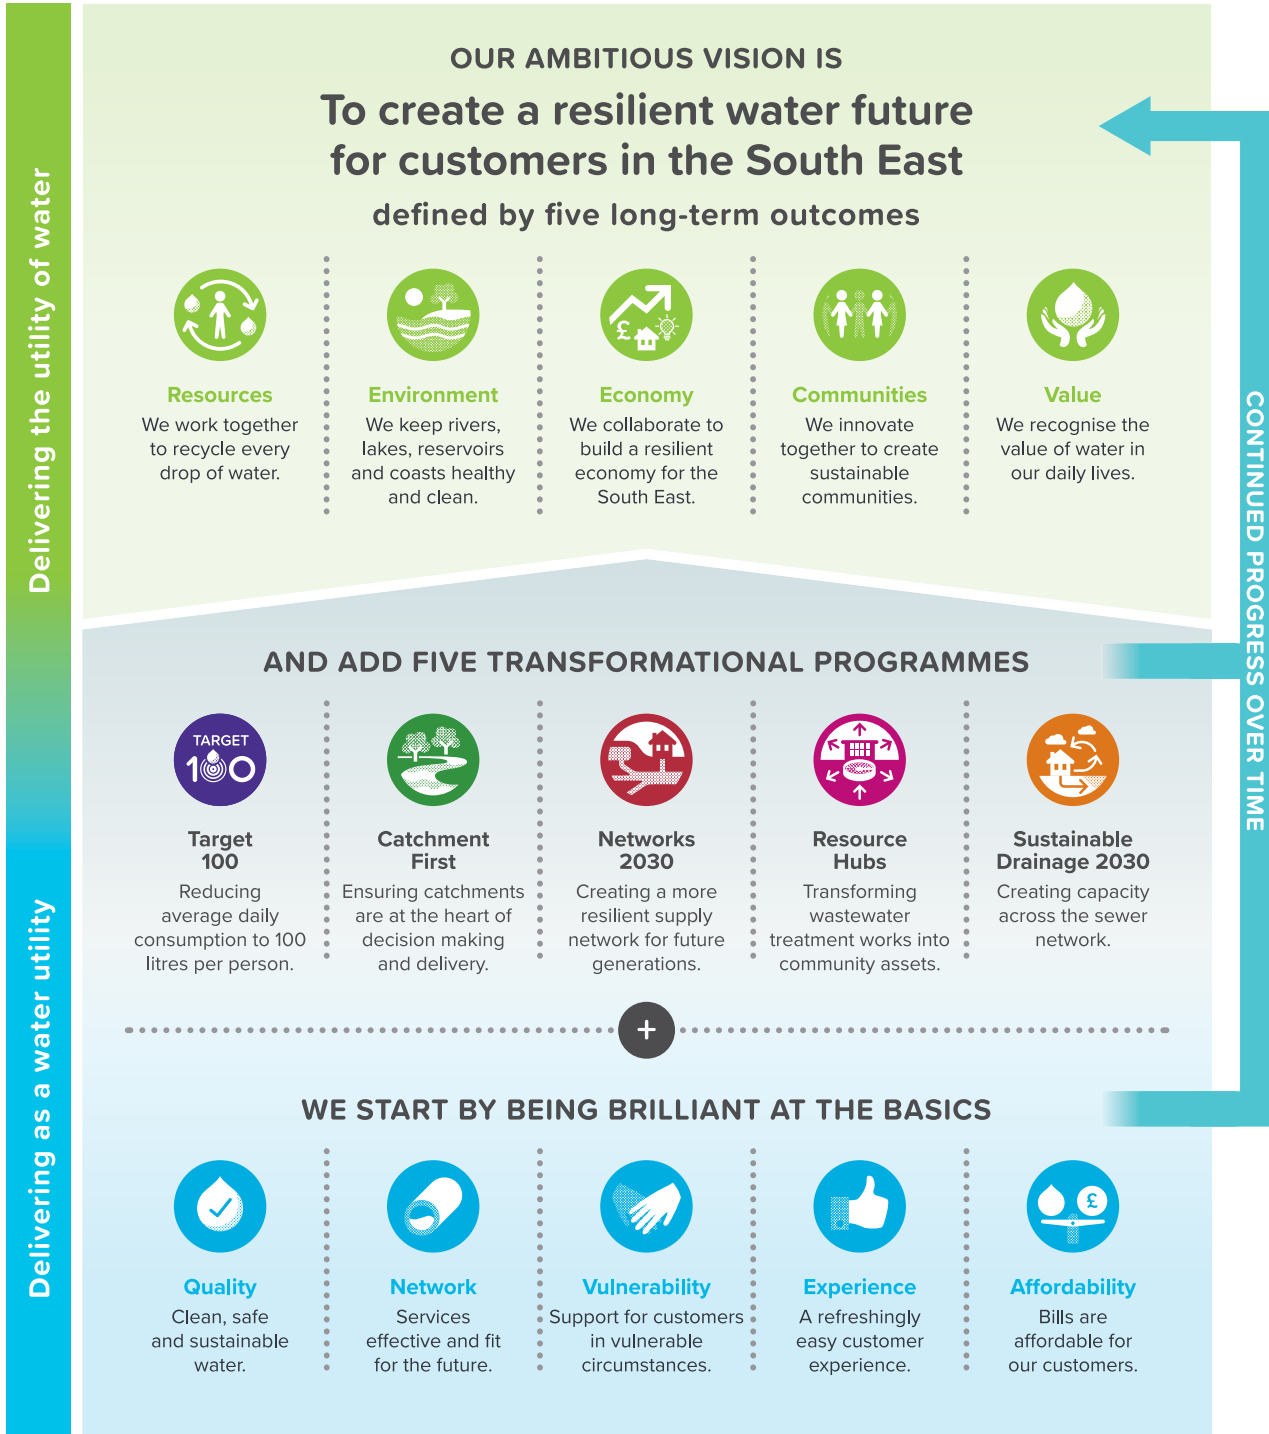 OUR AMBITIOUS VISION IS
To create a resilient water future
for customers in the South East
defined by five long-term outcomes
Resources
We work together
to recycle every
drop of water.
Environment
We keep rivers,
lakes, reservoirs
and coasts healthy
and clean.
£
Economy
We collaborate to
build a resilient
economy for the
South East.
Communities
We innovate
together to create
sustainable
communities.
Value
We recognise the
value of water in
our daily lives.
AND ADD FIVE TRANSFORMATIONAL PROGRAMMES
TARGET
100
Target
100
Reducing
average daily
consumption to 100
litres per person.
Catchment
First
Ensuring catchments
are at the heart of
decision making
and delivery.
Networks
2030
Creating a more
resilient supply
network for future
generations.
Resource
Hubs
Transforming
wastewater
treatment works into
community assets.
Sustainable
Drainage 2030
Creating capacity
across the sewer
network.
+
WE START BY BEING BRILLIANT AT THE BASICS
Quality
Clean, safe
and sustainable
water.
Network
Services
effective and fit
for the future.
Vulnerability
Support for customers
in vulnerable
circumstances.
Experience
A refreshingly
easy customer
experience.
£
Affordability
Bills are
affordable for
our customers.
Delivering the utility of water
Delivering as a water utility
CONTINUED PROGRESS OVER TIME